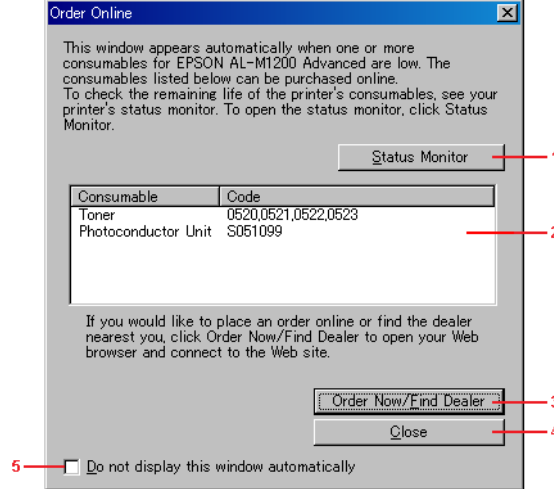 Order Online
This window appears automatically when one or more
consumables for EPSON AL-M1200 Advanced are low. The
consumables listed below can be purchased online.
To check the remaining life of the printer's consumables, see your
printer's status monitor. To open the status monitor, click Status
Monitor.
Status Monitor 1
Consumable Code
Toner 0520,0521,0522,0523
Photoconductor Unit S051099 2
If you would like to place an order online or find the dealer
nearest you, click Order Now/Find Dealer to open your Web
browser and connect to the Web site.
Order Now/Find Dealer 3
Close 4
5 Do not display this window automatically